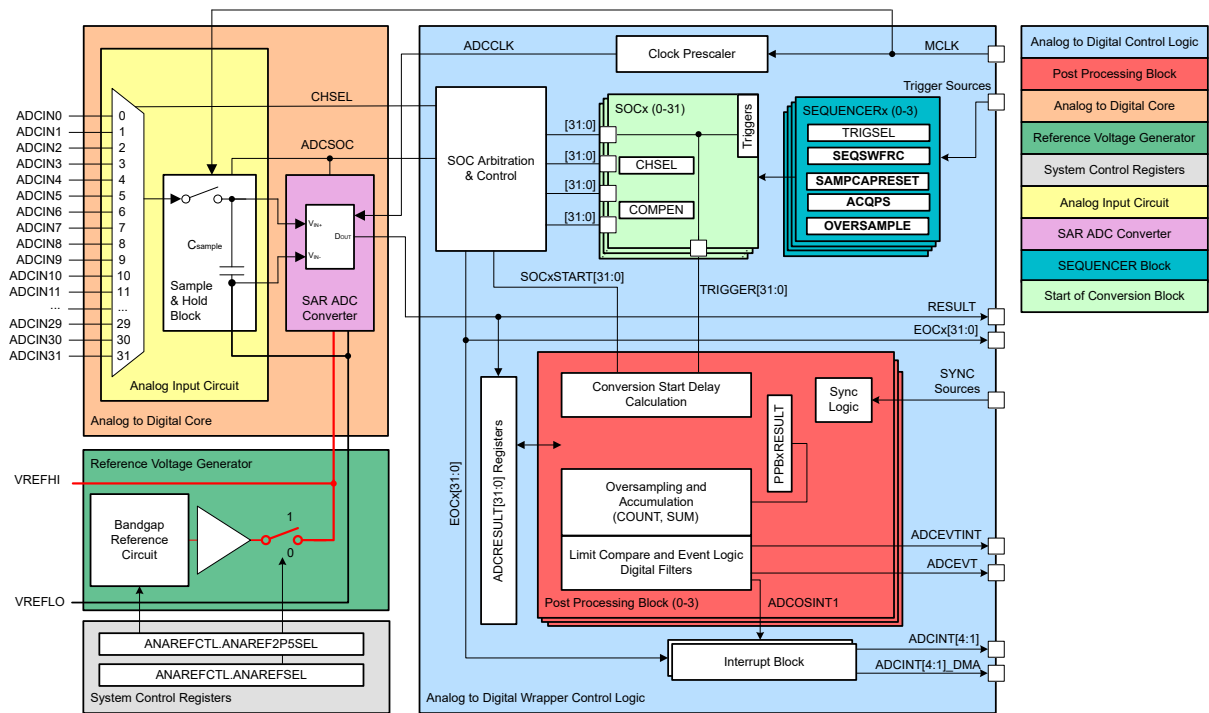 ADCCLK
Clock Prescaler
MCLK
Analog to Digital Control Logic
Post Processing Block
Analog to Digital Core
Reference Voltage Generator
System Control Registers
Analog Input Circuit
SAR ADC Converter
SEQUENCER Block
Start of Conversion Block
Trigger Sources
ADCIN0
ADCIN1
ADCIN2
ADCIN3
ADCIN4
ADCIN5
ADCIN6
ADCIN7
ADCIN8
ADCIN9
ADCIN10
ADCIN11
...
ADCIN29
ADCIN30
ADCIN31
0
1
2
3
4
5
6
7
8
9
10
11
...
29
30
31
CHSEL
ADCSOC
Csample
Sample
& Hold
Block
VIN+
VIN-
DOUT
SAR ADC
Converter
Analog Input Circuit
Analog to Digital Core
SOC Arbitration
& Control
[31:0]
[31:0]
[31:0]
[31:0]
SOCx (0-31)
Triggers
CHSEL
COMPEN
SEQUENCERx (0-3)
TRIGSEL
SEQSWFRC
SAMPCAPRESET
ACQPS
OVERSAMPLE
SOCxSTART[31:0]
TRIGGER[31:0]
RESULT
EOCx[31:0]
SYNC
Sources
Conversion Start Delay
Calculation
Sync
Logic
PPBxRESULT
ADCRESULT[31:0] Registers
EOCx[31:0]
Oversampling and
Accumulation
(COUNT, SUM)
Limit Compare and Event Logic
Digital Filters
Post Processing Block (0-3)
ADCEVTINT
ADCEVT
ADCOSINT1
Interrupt Block
ADCINT[4:1]
ADCINT[4:1]_DMA
Analog to Digital Wrapper Control Logic
Reference Voltage Generator
VREFHI
Bandgap
Reference
Circuit
1
0
VREFLO
ANAREFCTL.ANAREF2P5SEL
ANAREFCTL.ANAREFSEL
System Control Registers